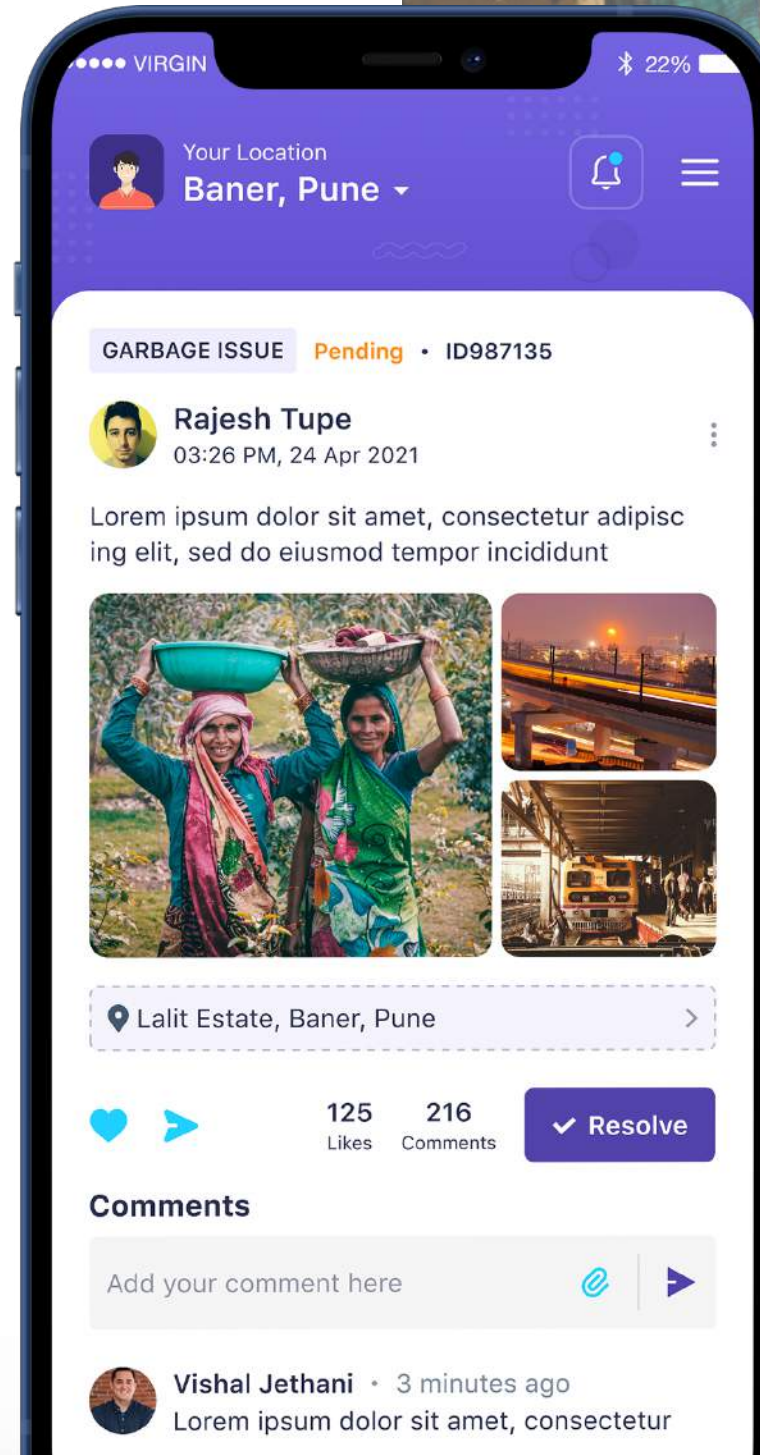 VIRGIN
22%
Your Location
Baner, Pune
GARBAGE ISSUE Pending • ID987135
Rajesh Tupe
03:26 PM, 24 Apr 2021
Lorem ipsum dolor sit amet, consectetur adipisc
ing elit, sed do eiusmod tempor incididunt
Lalit Estate, Baner, Pune
125 216
Likes Comments
Resolve
Comments
Add your comment here
Vishal Jethani • 3 minutes ago
Lorem ipsum dolor sit amet, consectetur